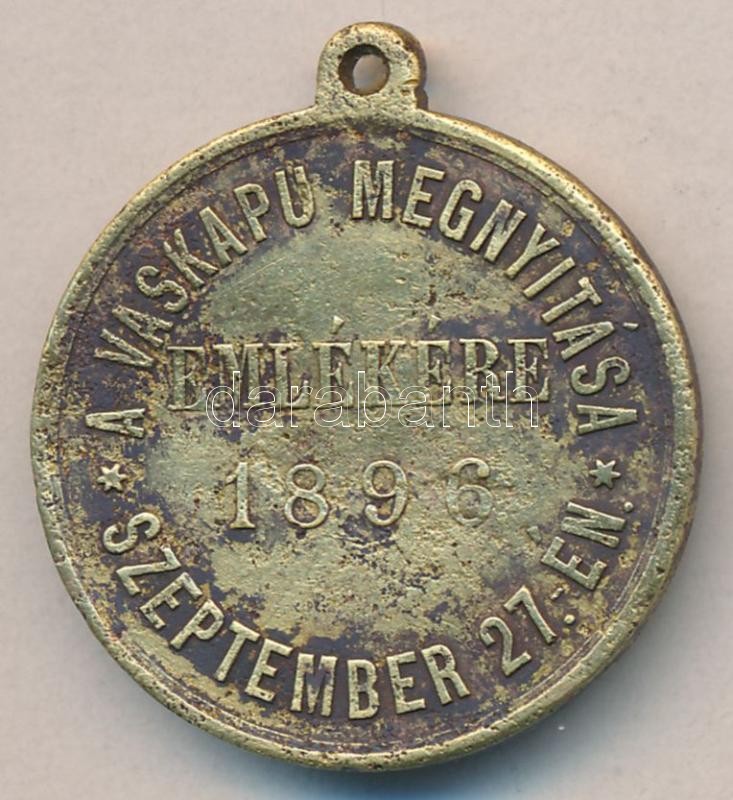 A VASKAPU MEGNYITÁSA
EMLÉKÉRE
1896
* SZEPTEMBER 27.-ÉN. *
darabanth